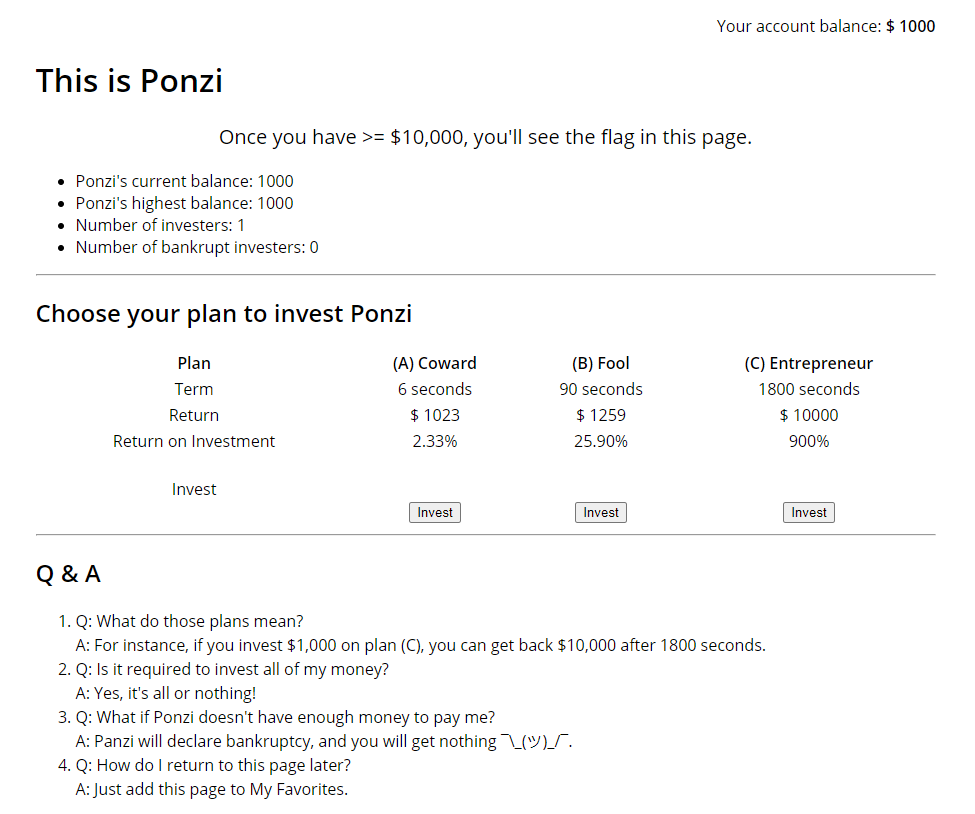 Your account balance: $ 1000
This is Ponzi
Once you have >= $10,000, you'll see the flag in this page.
• Ponzi's current balance: 1000
• Ponzi's highest balance: 1000
• Number of investers: 1
• Number of bankrupt investers: 0
Choose your plan to invest Ponzi
Plan (A) Coward (B) Fool (C) Entrepreneur
Term 6 seconds 90 seconds 1800 seconds
Return $ 1023 $ 1259 $ 10000
Return on Investment 2.33% 25.90% 900%
Invest
Invest Invest Invest
Q & A
1. Q: What do those plans mean?
A: For instance, if you invest $1,000 on plan (C), you can get back $10,000 after 1800 seconds.
2. Q: Is it required to invest all of my money?
A: Yes, it's all or nothing!
3. Q: What if Ponzi doesn't have enough money to pay me?
A: Panzi will declare bankruptcy, and you will get nothing ¯\_(ツ)_/¯.
4. Q: How do I return to this page later?
A: Just add this page to My Favorites.